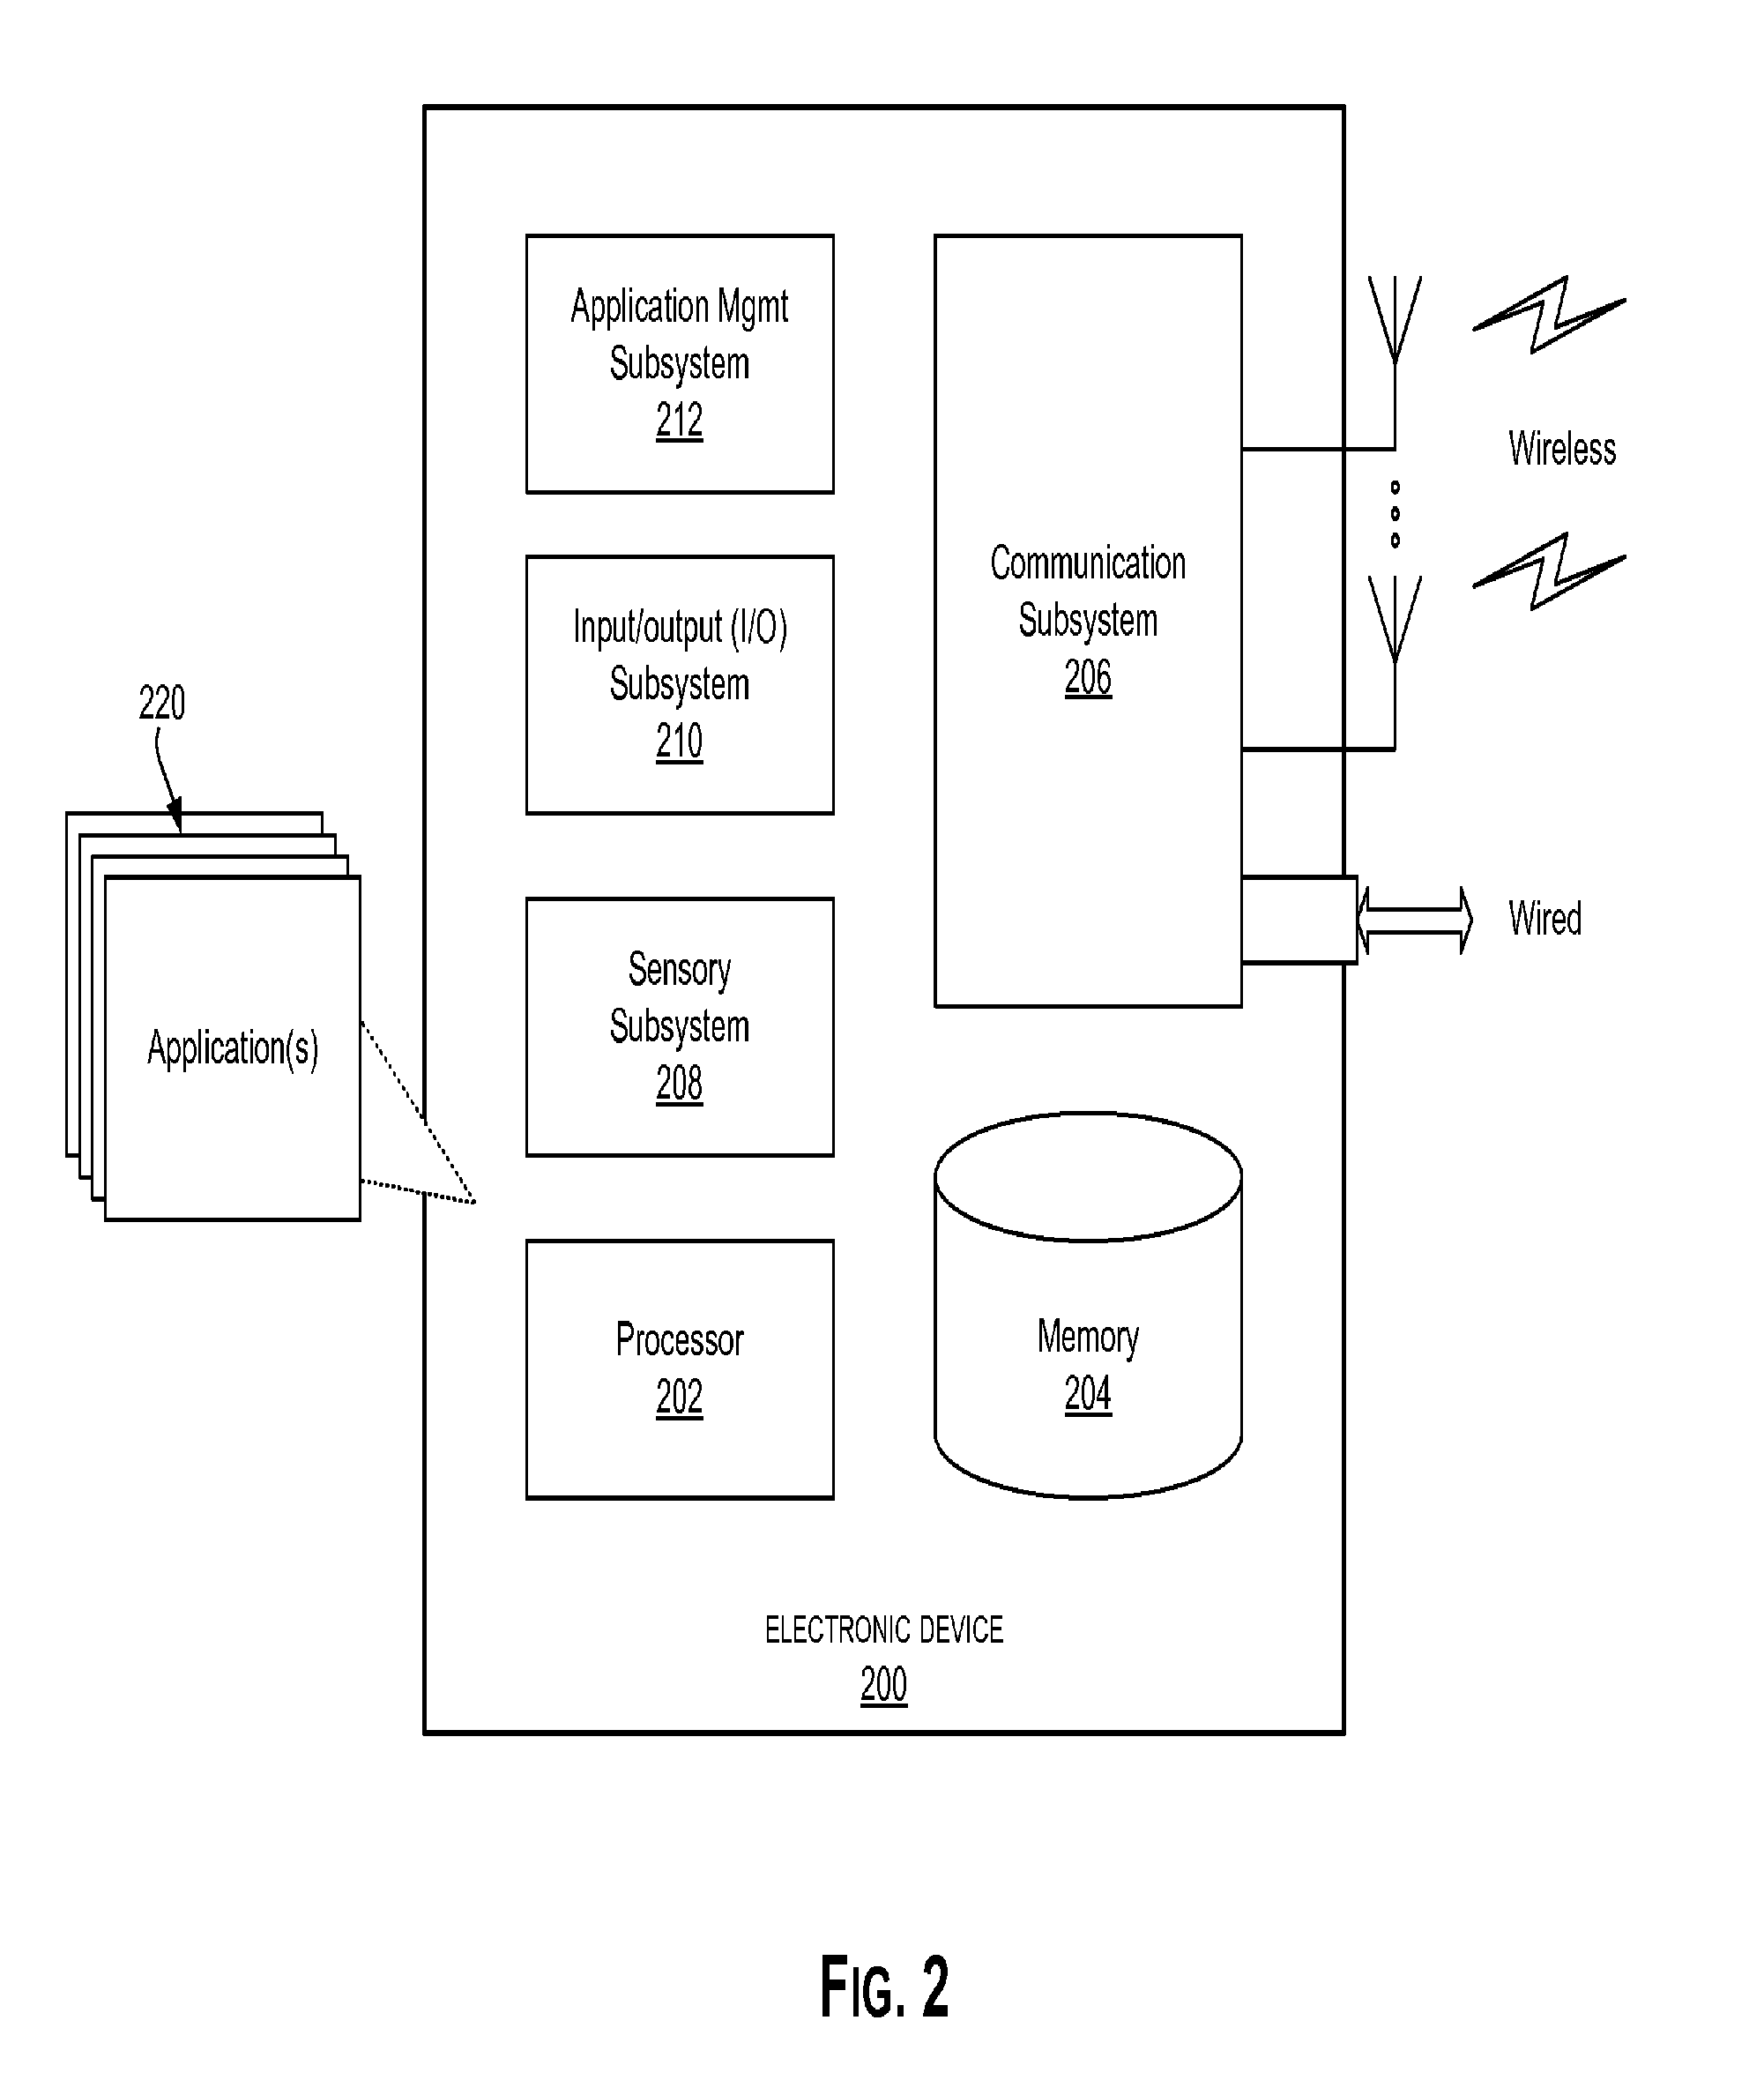 Application Mgmt
Subsystem
212
Input/output (I/O)
Subsystem
210
Sensory
Subsystem
208
Processor
202
Communication
Subsystem
206
Memory
204
Wireless
Wired
220
Application(s)
ELECTRONIC DEVICE
200
FIG. 2